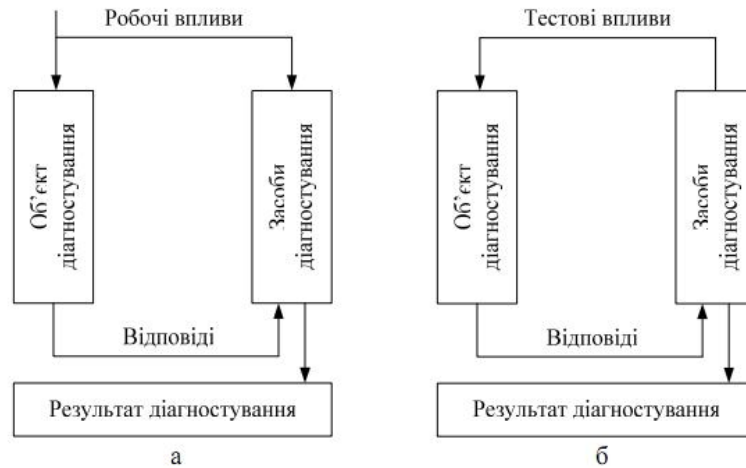 Робочі впливи
Об’єкт
діагностування
Засоби
діагностування
Відповіді
Результат діагностування
а
Тестові впливи
Об’єкт
діагностування
Засоби
діагностування
Відповіді
Результат діагностування
б